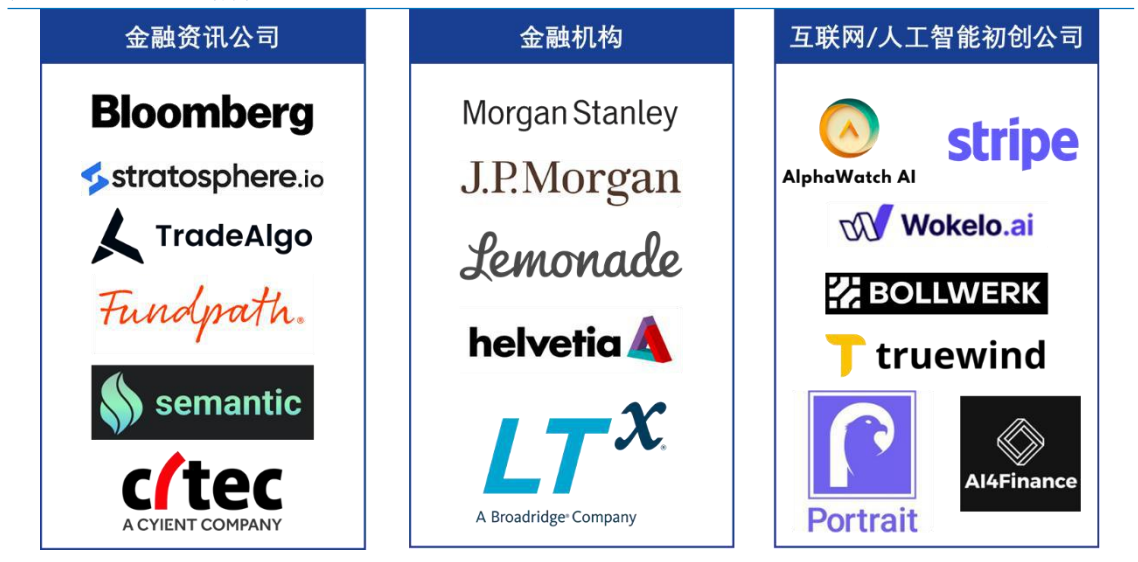 金融资讯公司
Bloomberg
stratosphere.io
TradeAlgo
Fundpath®
semantic
citec
A CYIENT COMPANY
金融机构
Morgan Stanley
J.P.Morgan
Lemonade
helvetia
LTx®
A Broadridge® Company
互联网/人工智能初创公司
AlphaWatch AI
stripe
Wokelo.ai
BOLLWERK
truewind
Portrait
AI4Finance